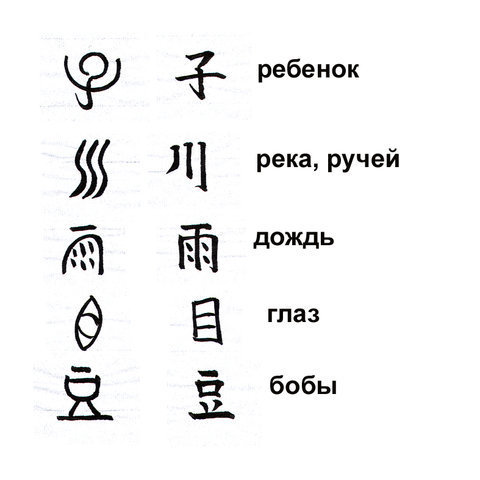 子 ребенок
川 река, ручей
雨 дождь
目 глаз
豆 бобы